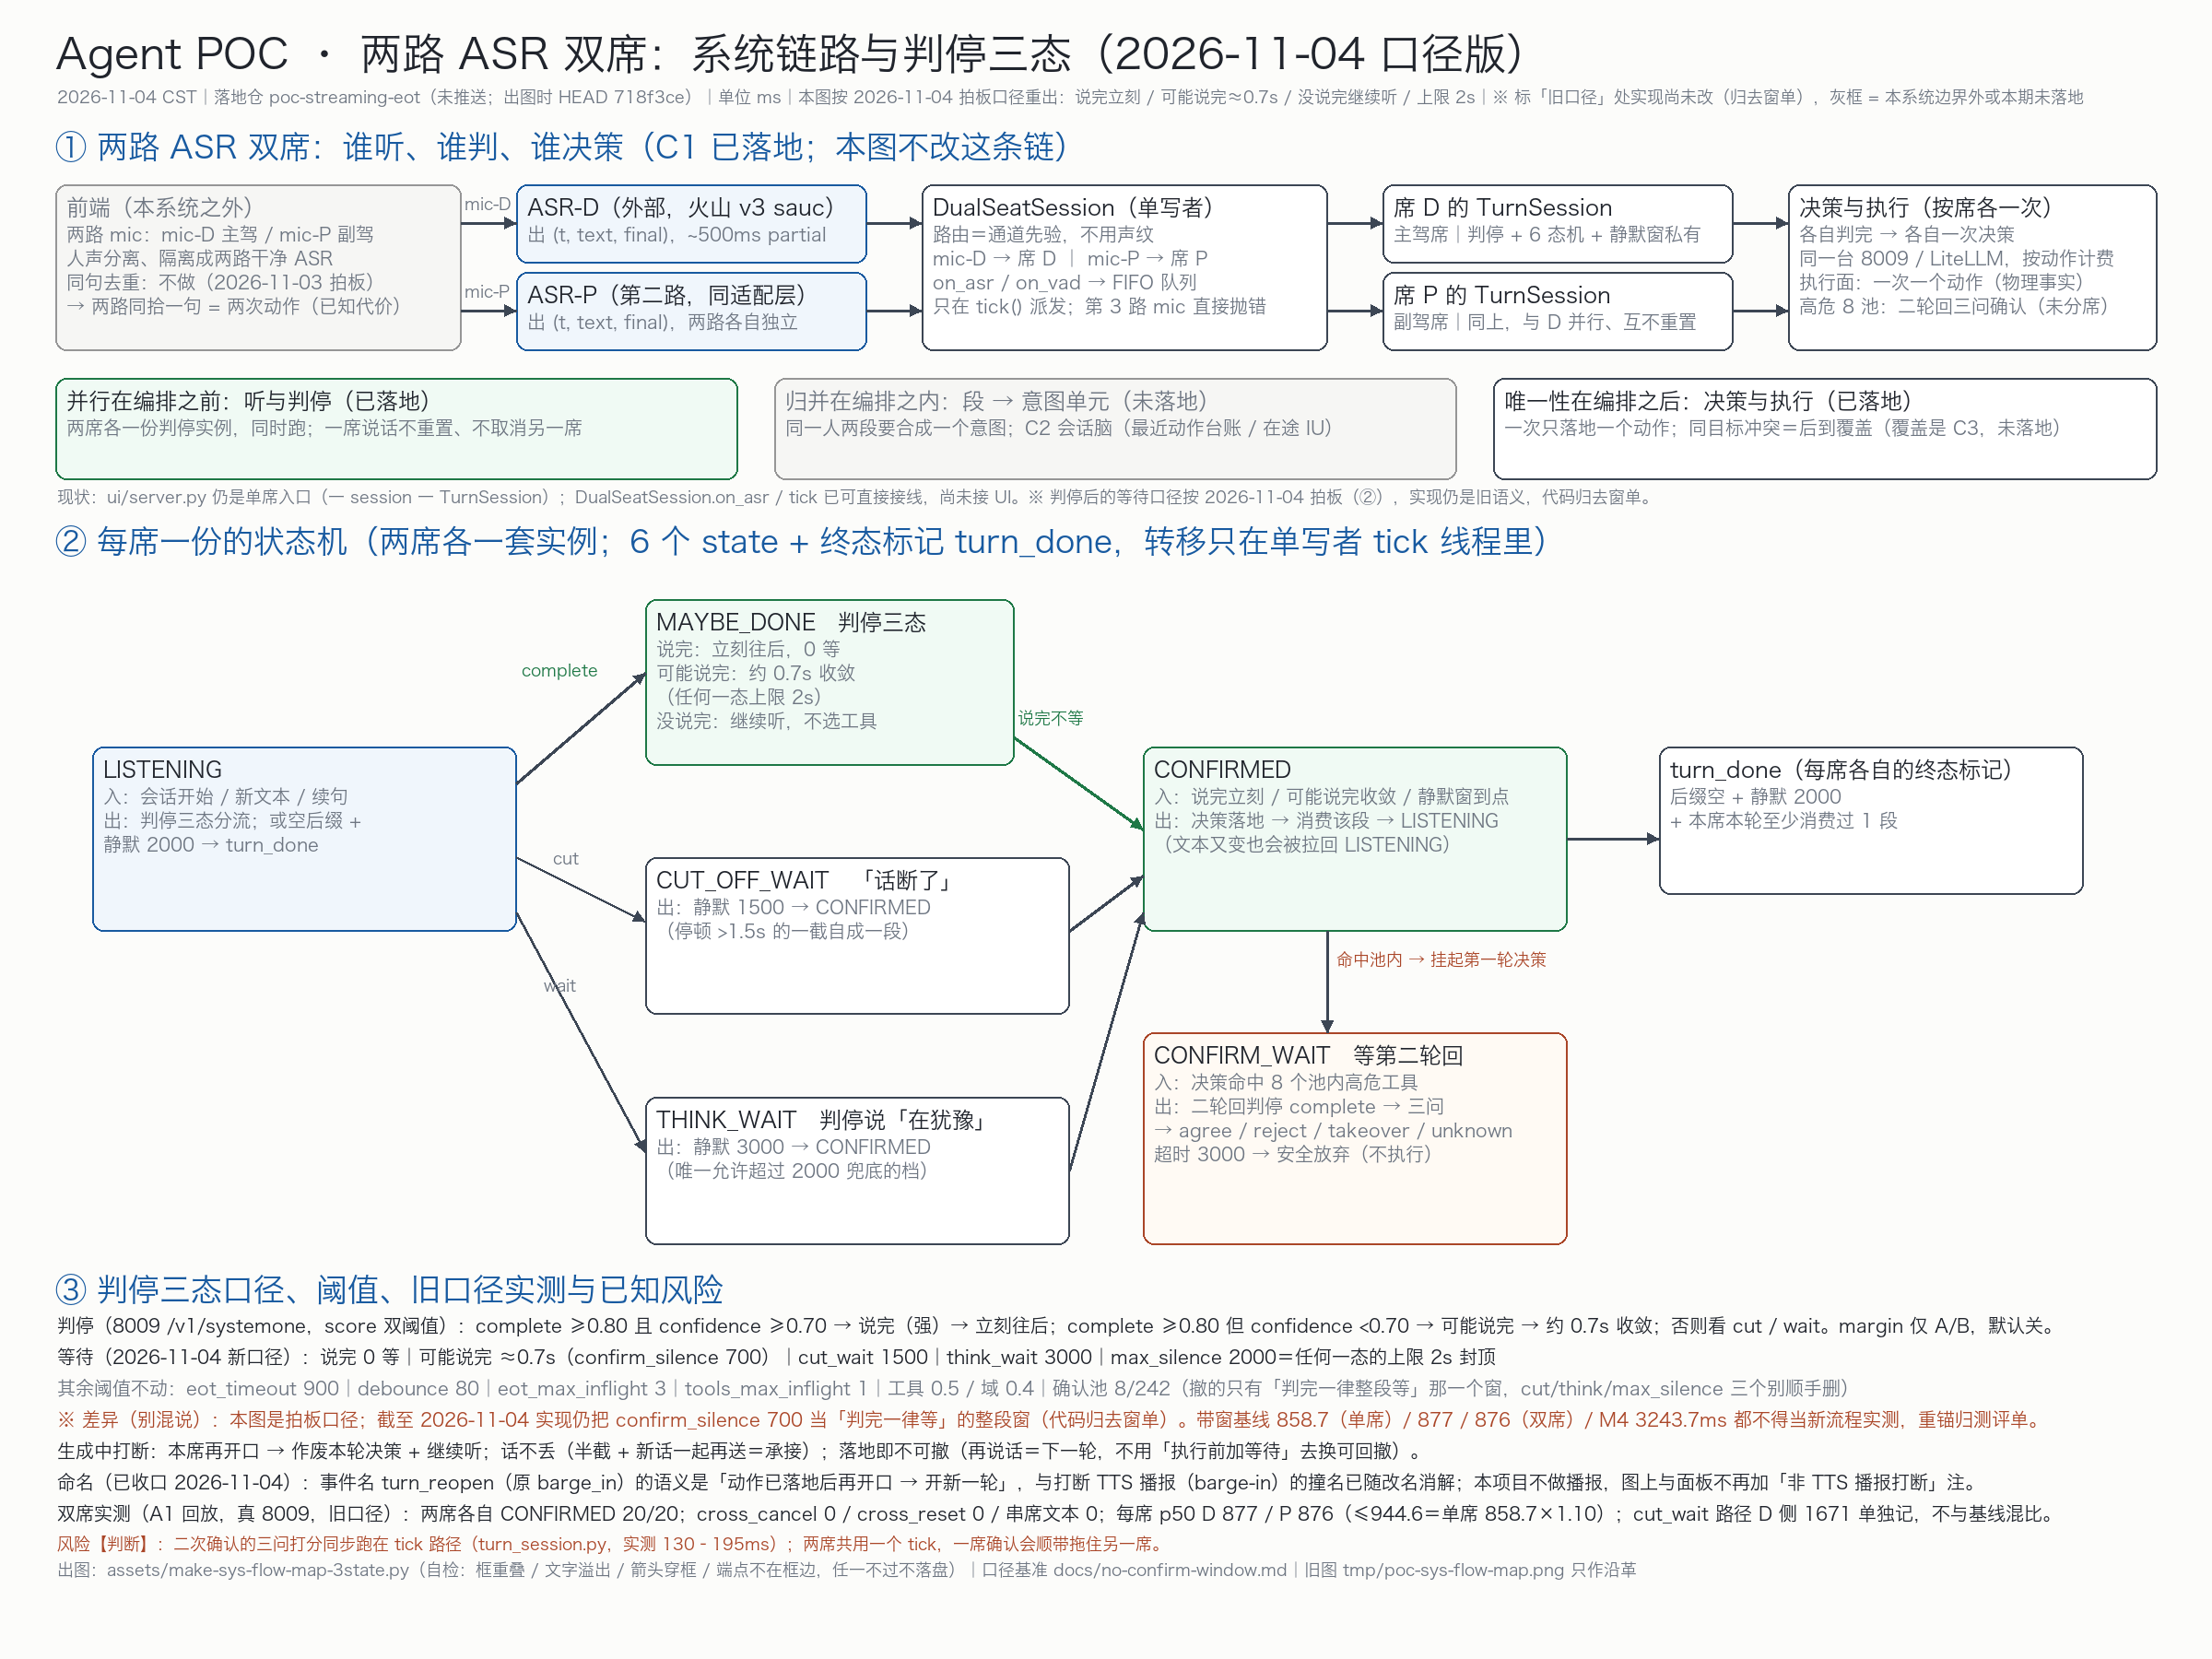 Agent POC · 两路 ASR 双席：系统链路与判停三态（2026-11-04 口径版）
2026-11-04 CST｜落地仓 poc-streaming-eot（未推送；出图时 HEAD 718f3ce）｜单位 ms｜本图按 2026-11-04 拍板口径重出：说完立刻 / 可能说完≈0.7s / 没说完继续听 / 上限 2s｜※ 标「旧口径」处实现尚未改（归去窗单），灰框 = 本系统边界外或本期未落地
① 两路 ASR 双席：谁听、谁判、谁决策（C1 已落地；本图不改这条链）
前端（本系统之外）
两路 mic：mic-D 主驾 / mic-P 副驾
人声分离、隔离成两路干净 ASR
同句去重：不做（2026-11-03 拍板）
→ 两路同拾一句 = 两次动作（已知代价）
mic-D
mic-P
ASR-D（外部，火山 v3 sauc）
出 (t, text, final)，~500ms partial
ASR-P（第二路，同适配层）
出 (t, text, final)，两路各自独立
DualSeatSession（单写者）
路由＝通道先验，不用声纹
mic-D → 席 D ｜ mic-P → 席 P
on_asr / on_vad → FIFO 队列
只在 tick() 派发；第 3 路 mic 直接抛错
席 D 的 TurnSession
主驾席｜判停 + 6 态机 + 静默窗私有
席 P 的 TurnSession
副驾席｜同上，与 D 并行、互不重置
决策与执行（按席各一次）
各自判完 → 各自一次决策
同一台 8009 / LiteLLM，按动作计费
执行面：一次一个动作（物理事实）
高危 8 池：二轮回三问确认（未分席）
并行在编排之前：听与判停（已落地）
两席各一份判停实例，同时跑；一席说话不重置、不取消另一席
归并在编排之内：段 → 意图单元（未落地）
同一人两段要合成一个意图；C2 会话脑（最近动作台账 / 在途 IU）
唯一性在编排之后：决策与执行（已落地）
一次只落地一个动作；同目标冲突＝后到覆盖（覆盖是 C3，未落地）
现状：ui/server.py 仍是单席入口（一 session 一 TurnSession）；DualSeatSession.on_asr / tick 已可直接接线，尚未接 UI。※ 判停后的等待口径按 2026-11-04 拍板（②），实现仍是旧语义，代码归去窗单。
② 每席一份的状态机（两席各一套实例；6 个 state + 终态标记 turn_done，转移只在单写者 tick 线程里）
MAYBE_DONE　判停三态
说完：立刻往后，0 等
可能说完：约 0.7s 收敛
（任何一态上限 2s）
没说完：继续听，不选工具
complete
说完不等
LISTENING
入：会话开始 / 新文本 / 续句
出：判停三态分流；或空后缀 +
静默 2000 → turn_done
cut
wait
CUT_OFF_WAIT　「话断了」
出：静默 1500 → CONFIRMED
（停顿 >1.5s 的一截自成一段）
THINK_WAIT　判停说「在犹豫」
出：静默 3000 → CONFIRMED
（唯一允许超过 2000 兜底的档）
CONFIRMED
入：说完立刻 / 可能说完收敛 / 静默窗到点
出：决策落地 → 消费该段 → LISTENING
（文本又变也会被拉回 LISTENING）
turn_done（每席各自的终态标记）
后缀空 + 静默 2000
+ 本席本轮至少消费过 1 段
命中池内 → 挂起第一轮决策
CONFIRM_WAIT　等第二轮回
入：决策命中 8 个池内高危工具
出：二轮回判停 complete → 三问
→ agree / reject / takeover / unknown
超时 3000 → 安全放弃（不执行）
③ 判停三态口径、阈值、旧口径实测与已知风险
判停（8009 /v1/systemone，score 双阈值）：complete ≥0.80 且 confidence ≥0.70 → 说完（强）→ 立刻往后；complete ≥0.80 但 confidence <0.70 → 可能说完 → 约 0.7s 收敛；否则看 cut / wait。margin 仅 A/B，默认关。
等待（2026-11-04 新口径）：说完 0 等｜可能说完 ≈0.7s（confirm_silence 700）｜cut_wait 1500｜think_wait 3000｜max_silence 2000＝任何一态的上限 2s 封顶
其余阈值不动：eot_timeout 900｜debounce 80｜eot_max_inflight 3｜tools_max_inflight 1｜工具 0.5 / 域 0.4｜确认池 8/242（撤的只有「判完一律整段等」那一个窗，cut/think/max_silence 三个别顺手删）
※ 差异（别混说）：本图是拍板口径；截至 2026-11-04 实现仍把 confirm_silence 700 当「判完一律等」的整段窗（代码归去窗单）。带窗基线 858.7（单席）/ 877 / 876（双席）/ M4 3243.7ms 都不得当新流程实测，重锚归测评单。
生成中打断：本席再开口 → 作废本轮决策 + 继续听；话不丢（半截 + 新话一起再送＝承接）；落地即不可撤（再说话＝下一轮，不用「执行前加等待」去换可回撤）。
命名（已收口 2026-11-04）：事件名 turn_reopen（原 barge_in）的语义是「动作已落地后再开口 → 开新一轮」，与打断 TTS 播报（barge-in）的撞名已随改名消解；本项目不做播报，图上与面板不再加「非 TTS 播报打断」注。
双席实测（A1 回放，真 8009，旧口径）：两席各自 CONFIRMED 20/20；cross_cancel 0 / cross_reset 0 / 串席文本 0；每席 p50 D 877 / P 876（≤944.6＝单席 858.7×1.10）；cut_wait 路径 D 侧 1671 单独记，不与基线混比。
风险【判断】：二次确认的三问打分同步跑在 tick 路径（turn_session.py，实测 130 - 195ms）；两席共用一个 tick，一席确认会顺带拖住另一席。
出图：assets/make-sys-flow-map-3state.py（自检：框重叠 / 文字溢出 / 箭头穿框 / 端点不在框边，任一不过不落盘）｜口径基准 docs/no-confirm-window.md｜旧图 tmp/poc-sys-flow-map.png 只作沿革